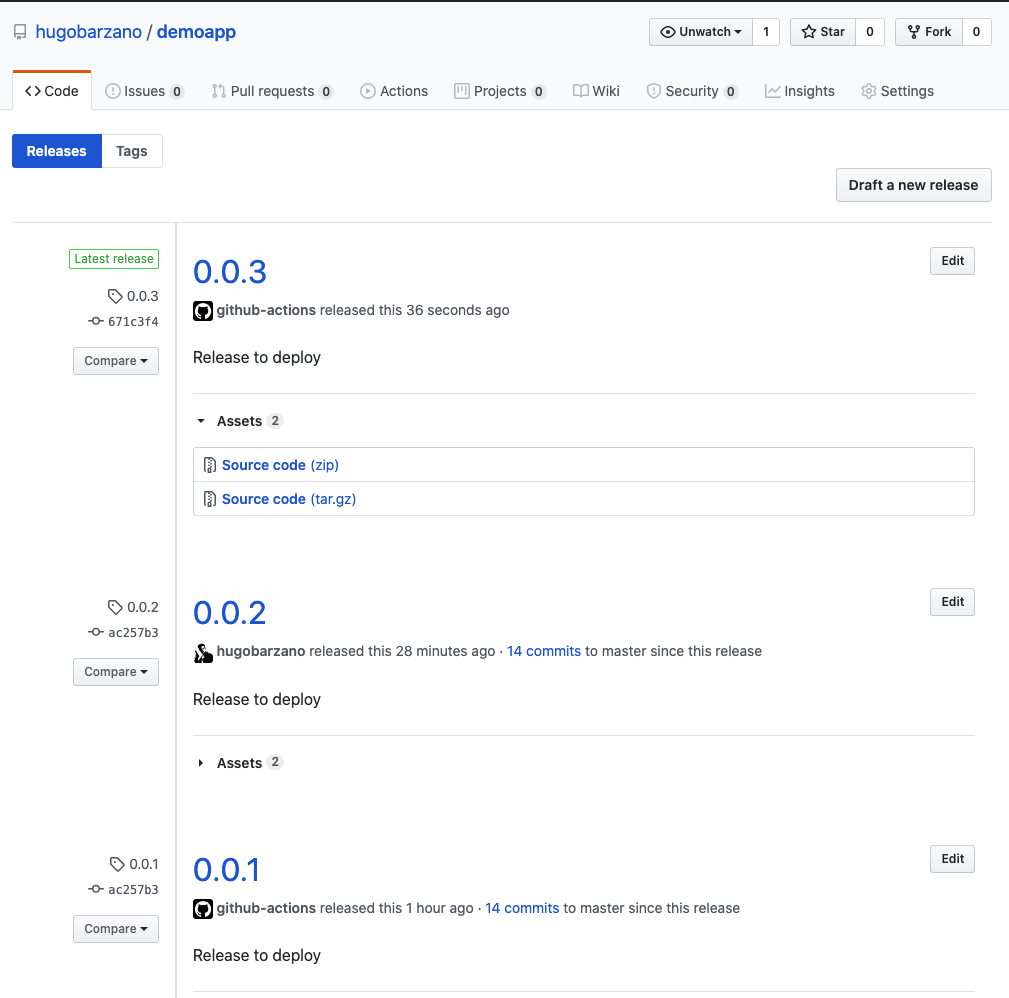 hugobarzano / demoapp
Unwatch 1 Star 0 Fork 0
Code Issues 0 Pull requests 0 Actions Projects 0 Wiki Security 0 Insights Settings
Releases Tags
Draft a new release
Latest release
0.0.3
671c3f4
Compare
0.0.3
Edit
github-actions released this 36 seconds ago
Release to deploy
Assets 2
Source code (zip)
Source code (tar.gz)
0.0.2
ac257b3
Compare
0.0.2
Edit
hugobarzano released this 28 minutes ago · 14 commits to master since this release
Release to deploy
Assets 2
0.0.1
ac257b3
Compare
0.0.1
Edit
github-actions released this 1 hour ago · 14 commits to master since this release
Release to deploy